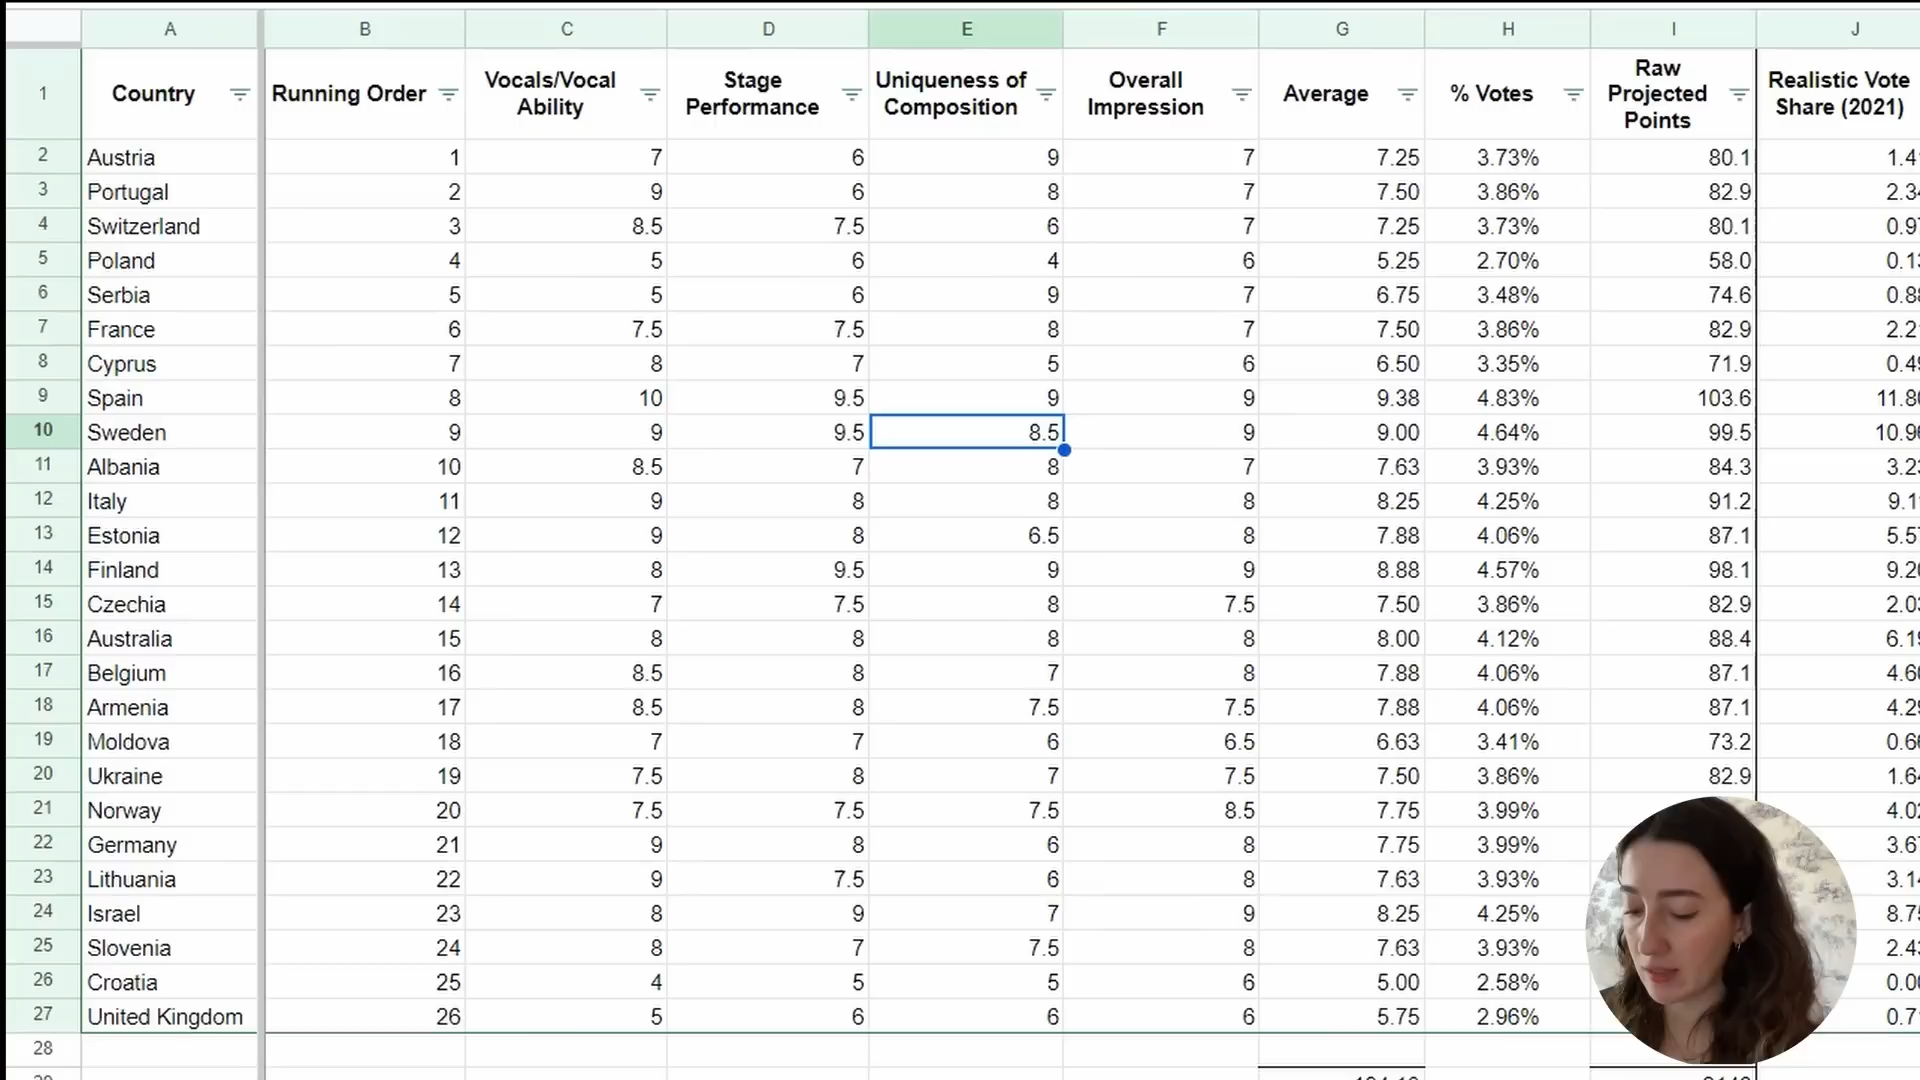 A B C D E F G H I J
1 Country Running Order Vocals/Vocal Ability Stage Performance Uniqueness of Composition Overall Impression Average % Votes Raw Projected Points Realistic Vote Share (2021)
2 Austria 1 7 6 9 7 7.25 3.73% 80.1
3 Portugal 2 9 6 8 7 7.50 3.86% 82.9
4 Switzerland 3 8.5 7.5 6 7 7.25 3.73% 80.1
5 Poland 4 5 6 4 6 5.25 2.70% 58.0
6 Serbia 5 5 6 9 7 6.75 3.48% 74.6
7 France 6 7.5 7.5 8 7 7.50 3.86% 82.9
8 Cyprus 7 8 7 5 6 6.50 3.35% 71.9
9 Spain 8 10 9.5 9 9 9.38 4.83% 103.6
10 Sweden 9 9 9.5 8.5 9 9.00 4.64% 99.5
11 Albania 10 8.5 7 8 7 7.63 3.93% 84.3
12 Italy 11 9 8 8 8 8.25 4.25% 91.2
13 Estonia 12 9 8 6.5 8 7.88 4.06% 87.1
14 Finland 13 8 9.5 9 9 8.88 4.57% 98.1
15 Czechia 14 7 7.5 8 7.5 7.50 3.86% 82.9
16 Australia 15 8 8 8 8 8.00 4.12% 88.4
17 Belgium 16 8.5 8 7 8 7.88 4.06% 87.1
18 Armenia 17 8.5 8 7.5 7.5 7.88 4.06% 87.1
19 Moldova 18 7 7 6 6.5 6.63 3.41% 73.2
20 Ukraine 19 7.5 8 7 7.5 7.50 3.86% 82.9
21 Norway 20 7.5 7.5 7.5 8.5 7.75 3.99%
22 Germany 21 9 8 6 8 7.75 3.99%
23 Lithuania 22 9 7.5 6 8 7.63 3.93%
24 Israel 23 8 9 7 9 8.25 4.25%
25 Slovenia 24 8 7 7.5 8 7.63 3.93%
26 Croatia 25 4 5 5 6 5.00 2.58%
27 United Kingdom 26 5 6 6 6 5.75 2.96%
28